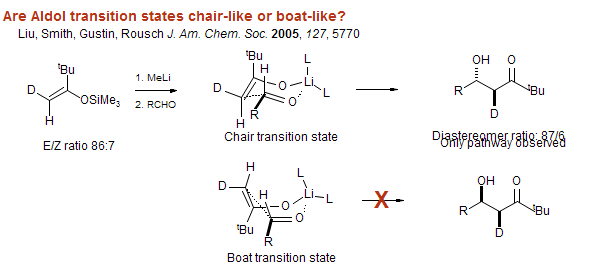 Are Aldol transition states chair-like or boat-like?
Liu, Smith, Gustin, Rousch J. Am. Chem. Soc. 2005, 127, 5770
D
tBu
OSiMe3
H
E/Z ratio 86:7
1. MeLi
2. RCHO
tBu
H
L
D
O
Li
L
O
R
H
Chair transition state
OH
O
R
tBu
D
Diastereomer ratio: 87/6
Only pathway observed
H
L
D
H
Li
L
O
O
tBu
R
Boat transition state
X
OH
O
R
tBu
D